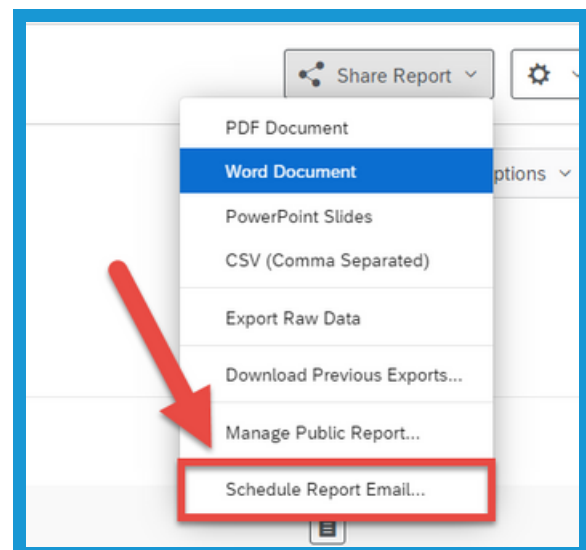 Share Report
PDF Document
Word Document
ptions
PowerPoint Slides
CSV (Comma Separated)
Export Raw Data
Download Previous Exports...
Manage Public Report...
Schedule Report Email...